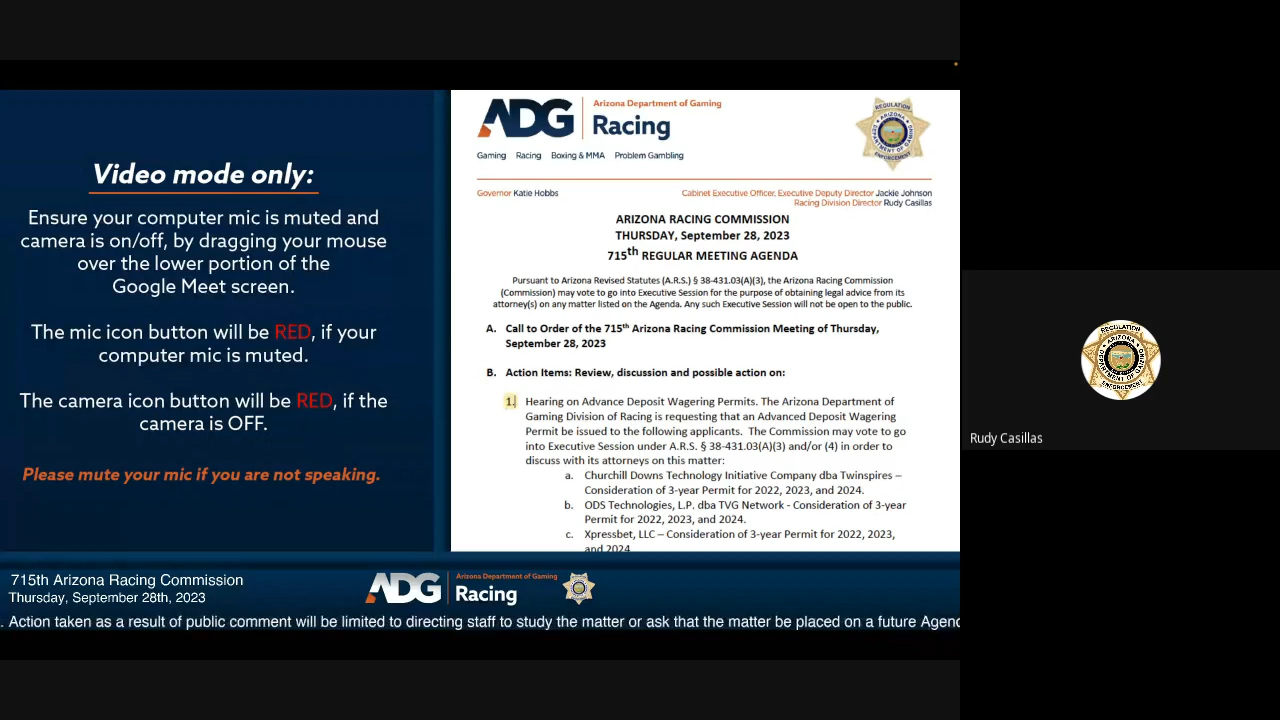 Video mode only:
Ensure your computer mic is muted and
camera is on/off, by dragging your mouse
over the lower portion of the
Google Meet screen.
The mic icon button will be RED, if your
computer mic is muted.
The camera icon button will be RED, if the
camera is OFF.
Please mute your mic if you are not speaking.
ADG
Arizona Department of Gaming
Racing
Gaming Racing Boxing & MMA Problem Gambling
REGULATION
ARIZONA
DEPARTMENT OF GAMING
ENFORCEMENT
Governor Katie Hobbs
Cabinet Executive Officer, Executive Deputy Director Jackie Johnson
Racing Division Director Rudy Casillas
ARIZONA RACING COMMISSION
THURSDAY, September 28, 2023
715th REGULAR MEETING AGENDA
Pursuant to Arizona Revised Statutes (A.R.S.) § 38-431.03(A)(3), the Arizona Racing Commission
(Commission) may vote to go into Executive Session for the purpose of obtaining legal advice from its
attorney(s) on any matter listed on the Agenda. Any such Executive Session will not be open to the public.
A. Call to Order of the 715th Arizona Racing Commission Meeting of Thursday,
September 28, 2023
B. Action Items: Review, discussion and possible action on:
1. Hearing on Advance Deposit Wagering Permits. The Arizona Department of
Gaming Division of Racing is requesting that an Advanced Deposit Wagering
Permit be issued to the following applicants. The Commission may vote to go
into Executive Session under A.R.S. § 38-431.03(A)(3) and/or (4) in order to
discuss with its attorneys on this matter:
a. Churchill Downs Technology Initiative Company dba Twinspires –
Consideration of 3-year Permit for 2022, 2023, and 2024.
b. ODS Technologies, L.P. dba TVG Network - Consideration of 3-year
Permit for 2022, 2023, and 2024.
c. Xpressbet, LLC – Consideration of 3-year Permit for 2022, 2023,
and 2024
715th Arizona Racing Commission
Thursday, September 28th, 2023
ADG
Arizona Department of Gaming
Racing
. Action taken as a result of public comment will be limited to directing staff to study the matter or ask that the matter be placed on a future Agend
REGULATION
ARIZONA
DEPARTMENT OF GAMING
ENFORCEMENT
Rudy Casillas